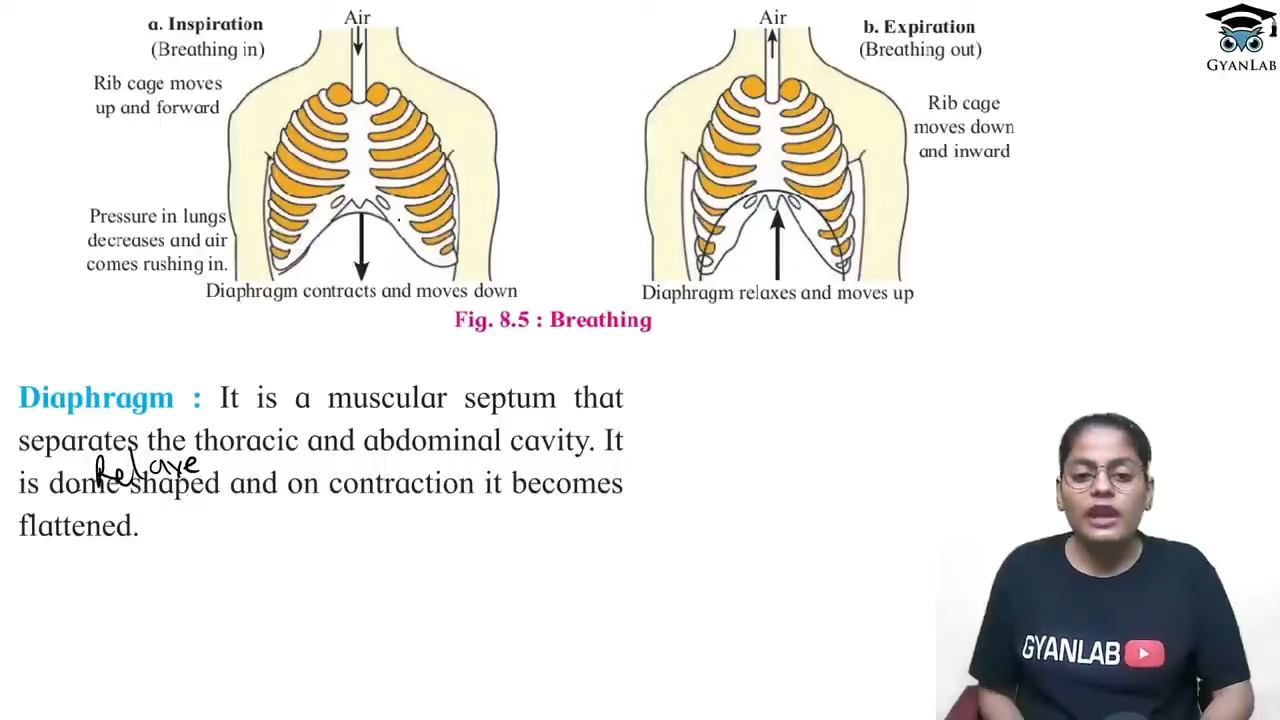 a. Inspiration
(Breathing in)
Air
Rib cage moves
up and forward
Pressure in lungs
decreases and air
comes rushing in.
Diaphragm contracts and moves down
Air
b. Expiration
(Breathing out)
Rib cage
moves down
and inward
Diaphragm relaxes and moves up
Fig. 8.5 : Breathing
GYANLAB
Diaphragm : It is a muscular septum that
separates the thoracic and abdominal cavity. It
Relaxe
is dome shaped and on contraction it becomes
flattened.
GYANLAB